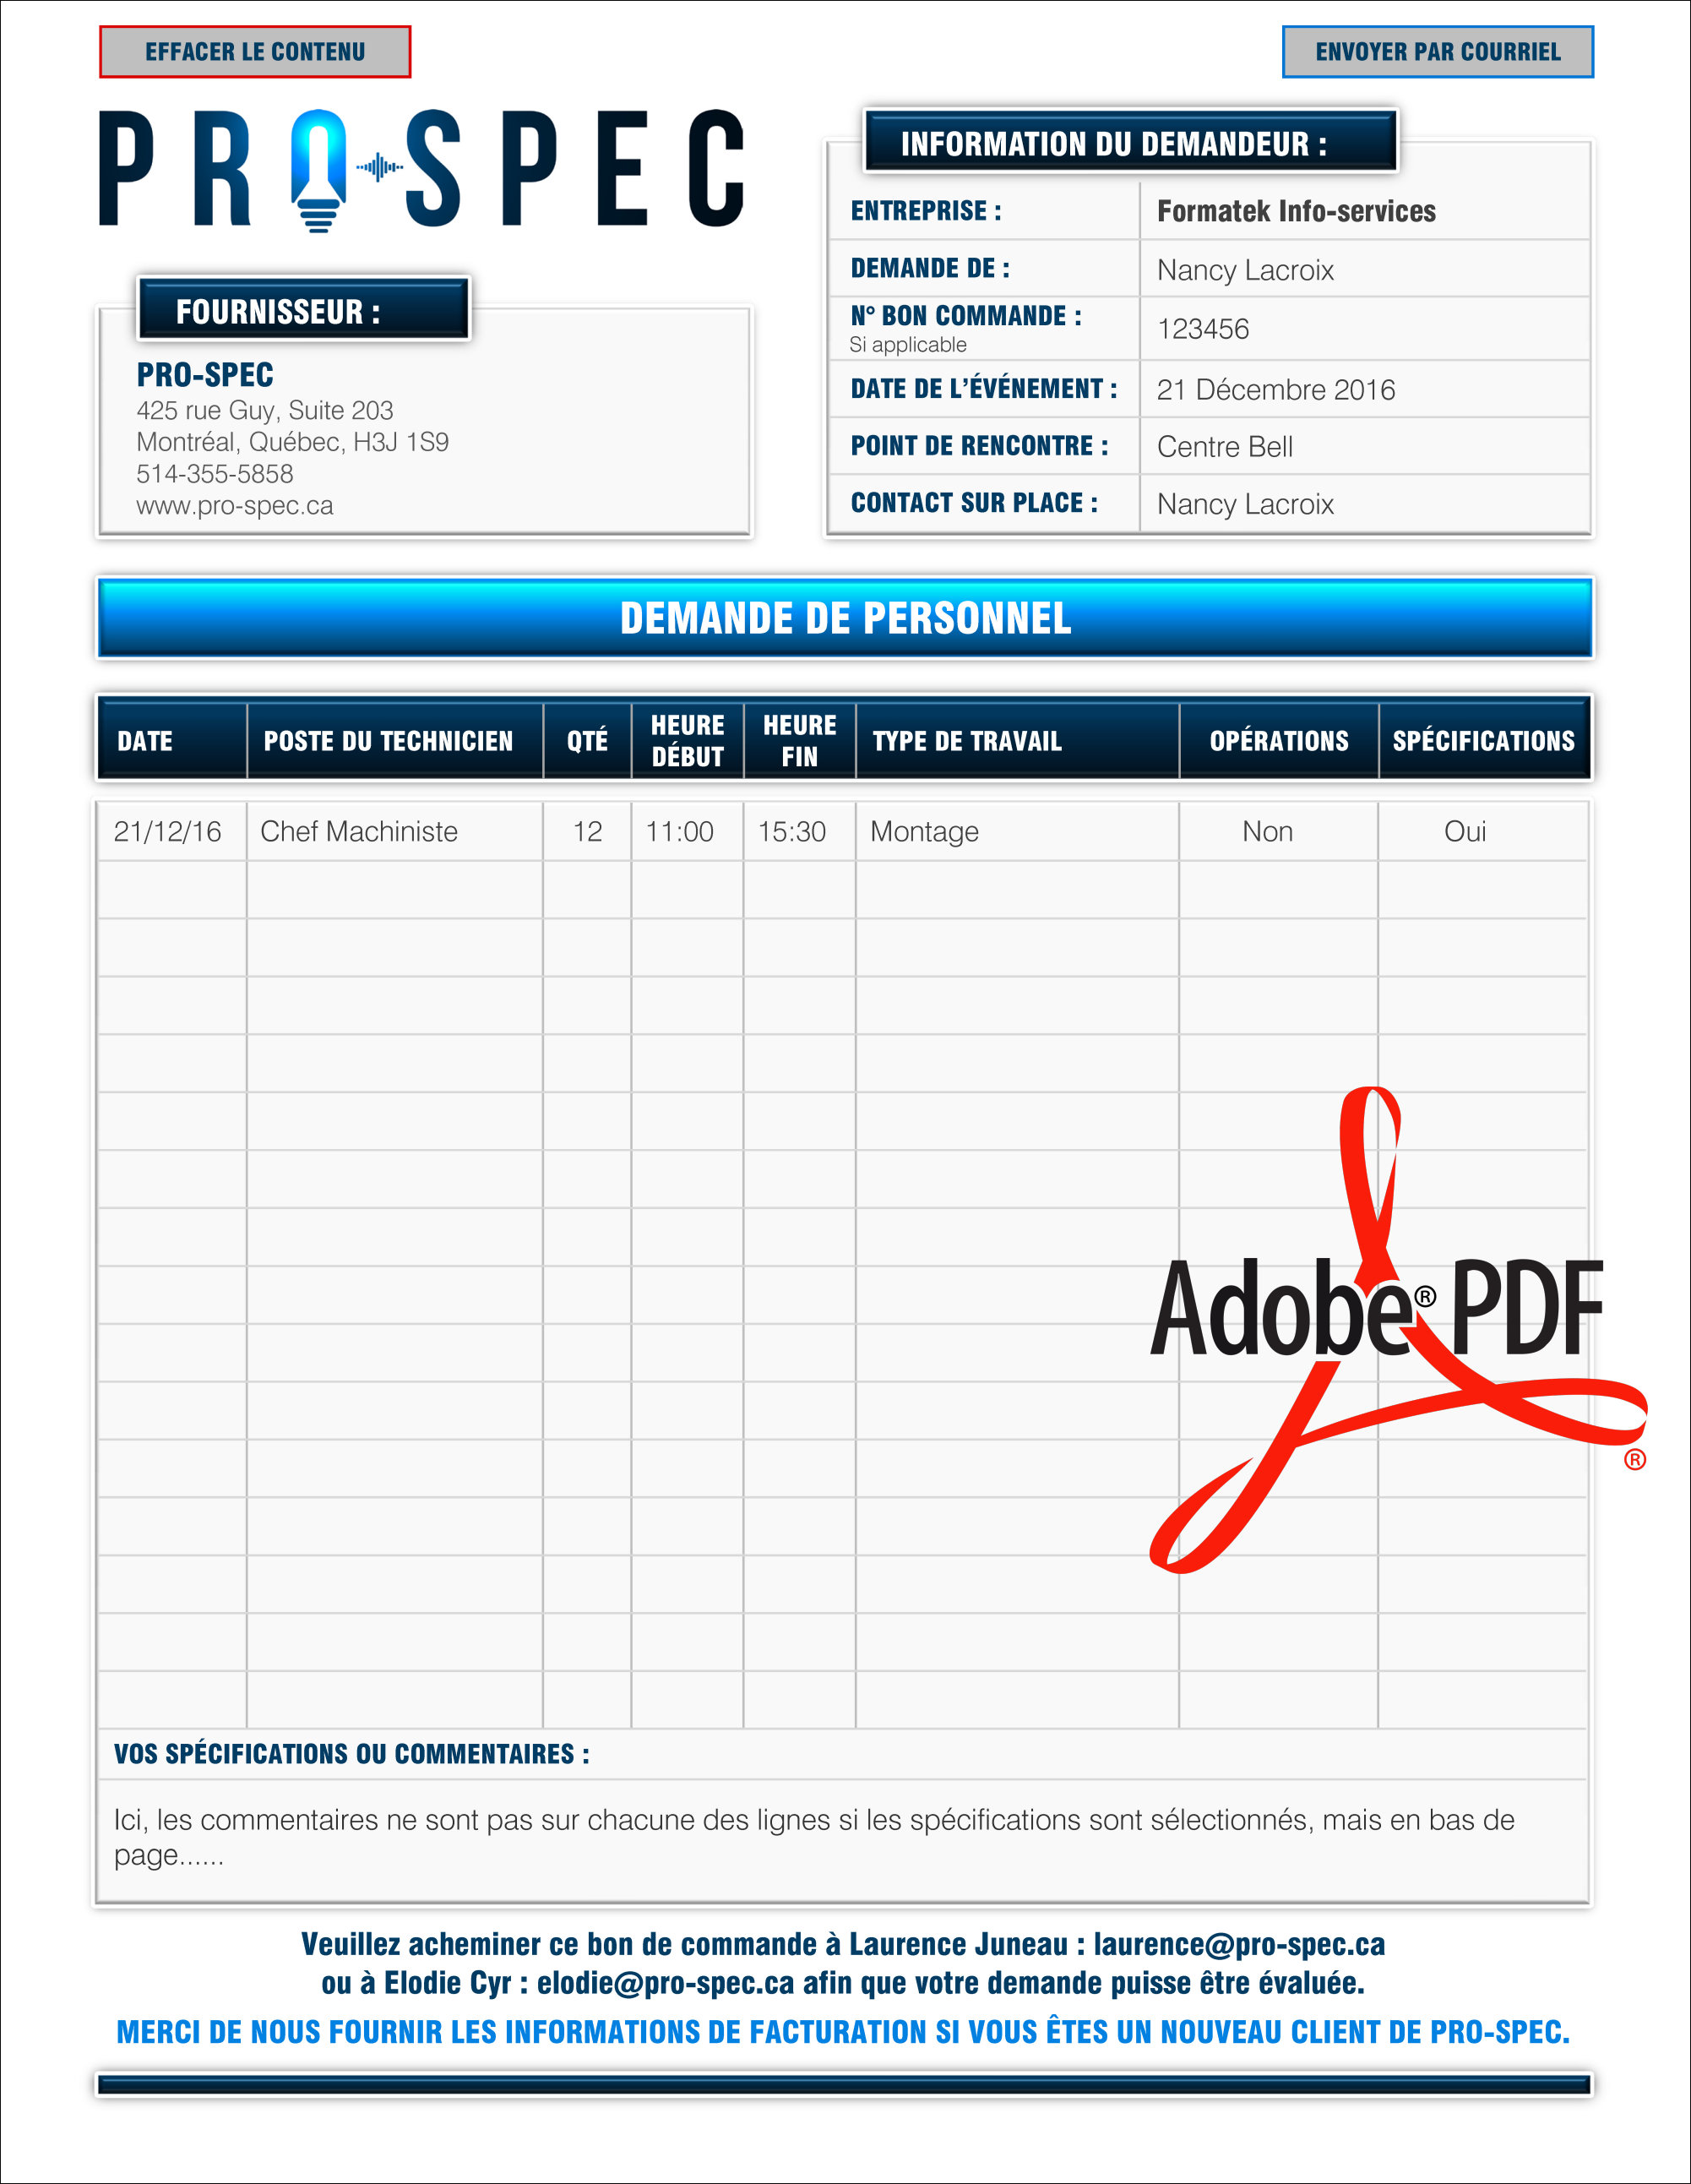 EFFACER LE CONTENU
ENVOYER PAR COURRIEL
PRO-SPEC
FOURNISSEUR :
PRO-SPEC
425 rue Guy, Suite 203
Montréal, Québec, H3J 1S9
514-355-5858
www.pro-spec.ca
INFORMATION DU DEMANDEUR :
ENTREPRISE : Formatek Info-services
DEMANDE DE : Nancy Lacroix
N° BON COMMANDE : 123456
Si applicable
DATE DE L’ÉVÉNEMENT : 21 Décembre 2016
POINT DE RENCONTRE : Centre Bell
CONTACT SUR PLACE : Nancy Lacroix
DEMANDE DE PERSONNEL
DATE POSTE DU TECHNICIEN QTÉ HEURE DÉBUT HEURE FIN TYPE DE TRAVAIL OPÉRATIONS SPÉCIFICATIONS
21/12/16 Chef Machiniste 12 11:00 15:30 Montage Non Oui
Adobe® PDF
®
VOS SPÉCIFICATIONS OU COMMENTAIRES :
Ici, les commentaires ne sont pas sur chacune des lignes si les spécifications sont sélectionnés, mais en bas de
page......
Veuillez acheminer ce bon de commande à Laurence Juneau : laurence@pro-spec.ca
ou à Elodie Cyr : elodie@pro-spec.ca afin que votre demande puisse être évaluée.
MERCI DE NOUS FOURNIR LES INFORMATIONS DE FACTURATION SI VOUS ÊTES UN NOUVEAU CLIENT DE PRO-SPEC.